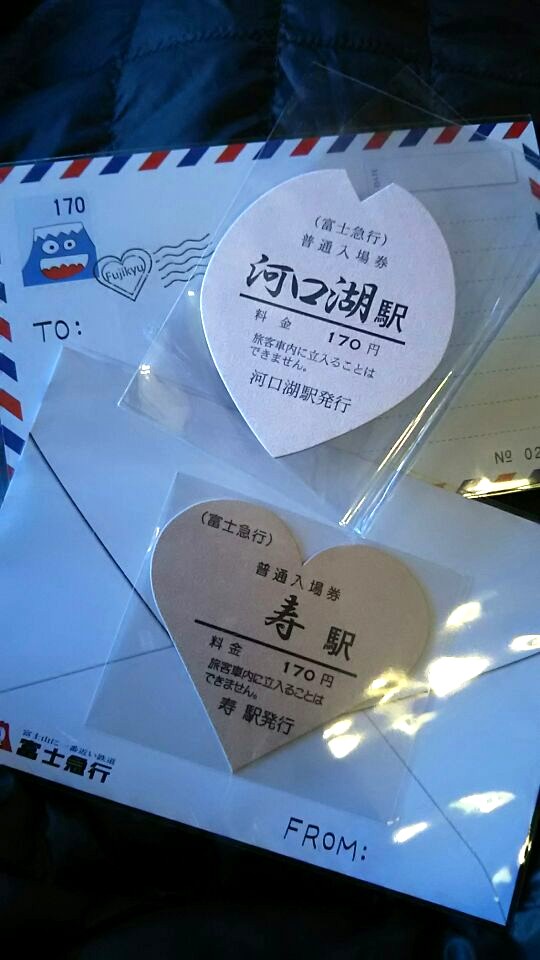 170
Fujikyu
TO:
DATE
(富士急行)
普通入場券
河口湖駅
料金 170円
旅客車内に立入ることは
できません。
河口湖駅発行
Nº 02
(富士急行)
普通入場券
寿駅
料金 170円
旅客車内に立入ることは
できません。
寿駅発行
富士山に一番近い鉄道
富士急行
FROM: